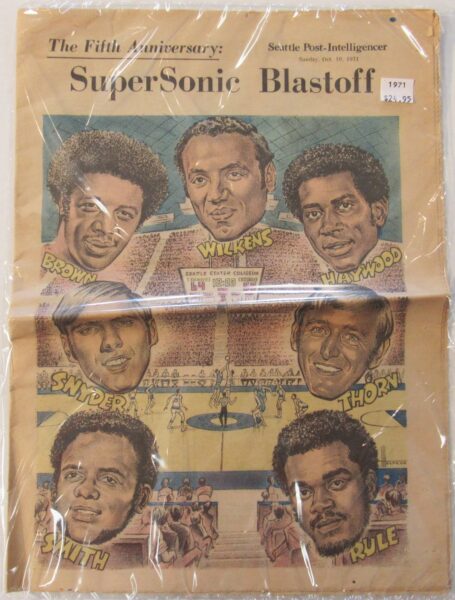 The Fifth Anniversary:
Seattle Post-Intelligencer
Sunday, Oct. 10, 1971
SuperSonic Blastoff
1971
$24.95
WILKENS
BROWN
HAYWOOD
SEATTLE CENTER COLISEUM
SNYDER
THORN
SMITH
RULE